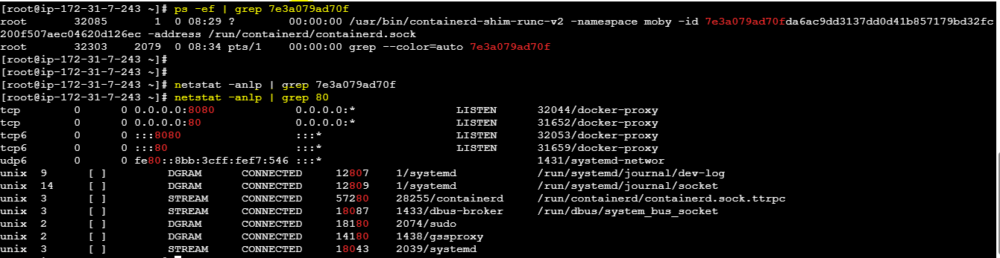 [root@ip-172-31-7-243 ~]# ps -ef | grep 7e3a079ad70f
root       32085       1  0 08:29 ?        00:00:00 /usr/bin/containerd-shim-runc-v2 -namespace moby -id 7e3a079ad70fda6ac9dd3137dd0d41b857179bd32fc
200f507aec04620d126ec -address /run/containerd/containerd.sock
root       32303    2079  0 08:34 pts/1    00:00:00 grep --color=auto 7e3a079ad70f
[root@ip-172-31-7-243 ~]#
[root@ip-172-31-7-243 ~]#
[root@ip-172-31-7-243 ~]# netstat -anlp | grep 7e3a079ad70f
[root@ip-172-31-7-243 ~]# netstat -anlp | grep 80
tcp        0      0 0.0.0.0:8080            0.0.0.0:*               LISTEN      32044/docker-proxy
tcp        0      0 0.0.0.0:80              0.0.0.0:*               LISTEN      31652/docker-proxy
tcp6       0      0 :::8080                 :::*                    LISTEN      32053/docker-proxy
tcp6       0      0 :::80                   :::*                    LISTEN      31659/docker-proxy
udp6       0      0 fe80::8bb:3cff:fef7:546 :::*                                1431/systemd-networ
unix  9      [ ]         DGRAM      CONNECTED     12807    1/systemd            /run/systemd/journal/dev-log
unix  14     [ ]         DGRAM      CONNECTED     12809    1/systemd            /run/systemd/journal/socket
unix  3      [ ]         STREAM     CONNECTED     57280    28255/containerd     /run/containerd/containerd.sock.ttrpc
unix  3      [ ]         STREAM     CONNECTED     18087    1433/dbus-broker     /run/dbus/system_bus_socket
unix  2      [ ]         DGRAM      CONNECTED     18180    2074/sudo
unix  2      [ ]         DGRAM      CONNECTED     14180    1438/gssproxy
unix  3      [ ]         STREAM     CONNECTED     18043    2039/systemd